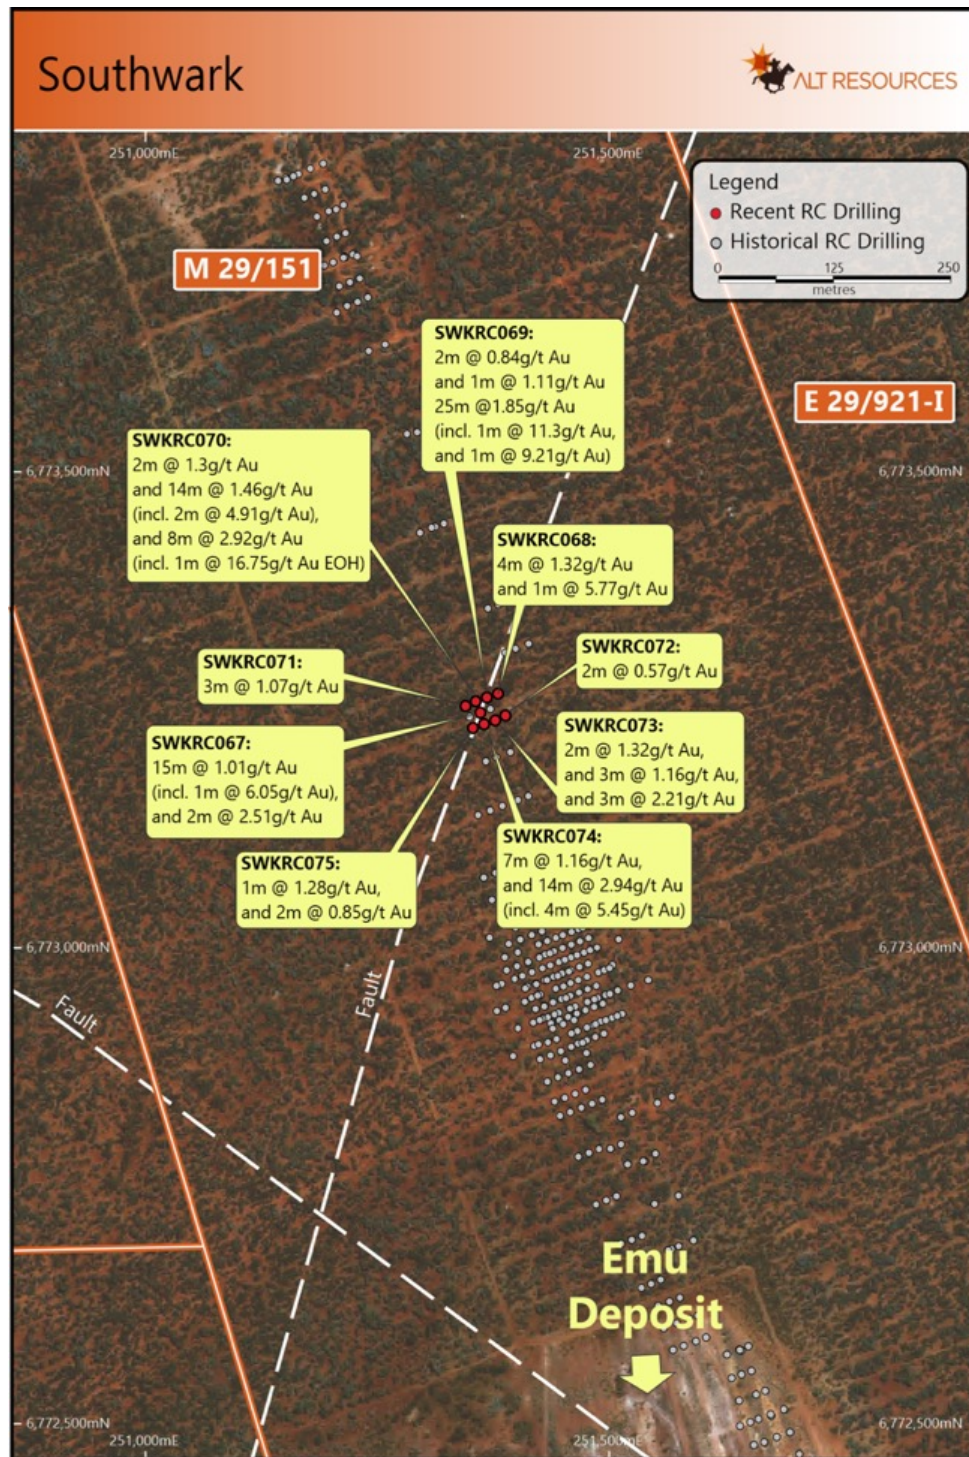 Southwark
ALT RESOURCES
251,000mE
251,500mE
Legend
Recent RC Drilling
Historical RC Drilling
0 125 250
metres
M 29/151
E 29/921-I
SWKRC069:
2m @ 0.84g/t Au
and 1m @ 1.11g/t Au
25m @1.85g/t Au
(incl. 1m @ 11.3g/t Au,
and 1m @ 9.21g/t Au)
SWKRC070:
2m @ 1.3g/t Au
and 14m @ 1.46g/t Au
(incl. 2m @ 4.91g/t Au),
and 8m @ 2.92g/t Au
(incl. 1m @ 16.75g/t Au EOH)
6,773,500mN
6,773,500mN
SWKRC068:
4m @ 1.32g/t Au
and 1m @ 5.77g/t Au
SWKRC071:
3m @ 1.07g/t Au
SWKRC072:
2m @ 0.57g/t Au
SWKRC067:
15m @ 1.01g/t Au
(incl. 1m @ 6.05g/t Au),
and 2m @ 2.51g/t Au
SWKRC073:
2m @ 1.32g/t Au,
and 3m @ 1.16g/t Au,
and 3m @ 2.21g/t Au
SWKRC075:
1m @ 1.28g/t Au,
and 2m @ 0.85g/t Au
SWKRC074:
7m @ 1.16g/t Au,
and 14m @ 2.94g/t Au
(incl. 4m @ 5.45g/t Au)
6,773,000mN
6,773,000mN
Fault
Fault
Emu
Deposit
6,772,500mN
6,772,500mN
251,000mE
251,500mE